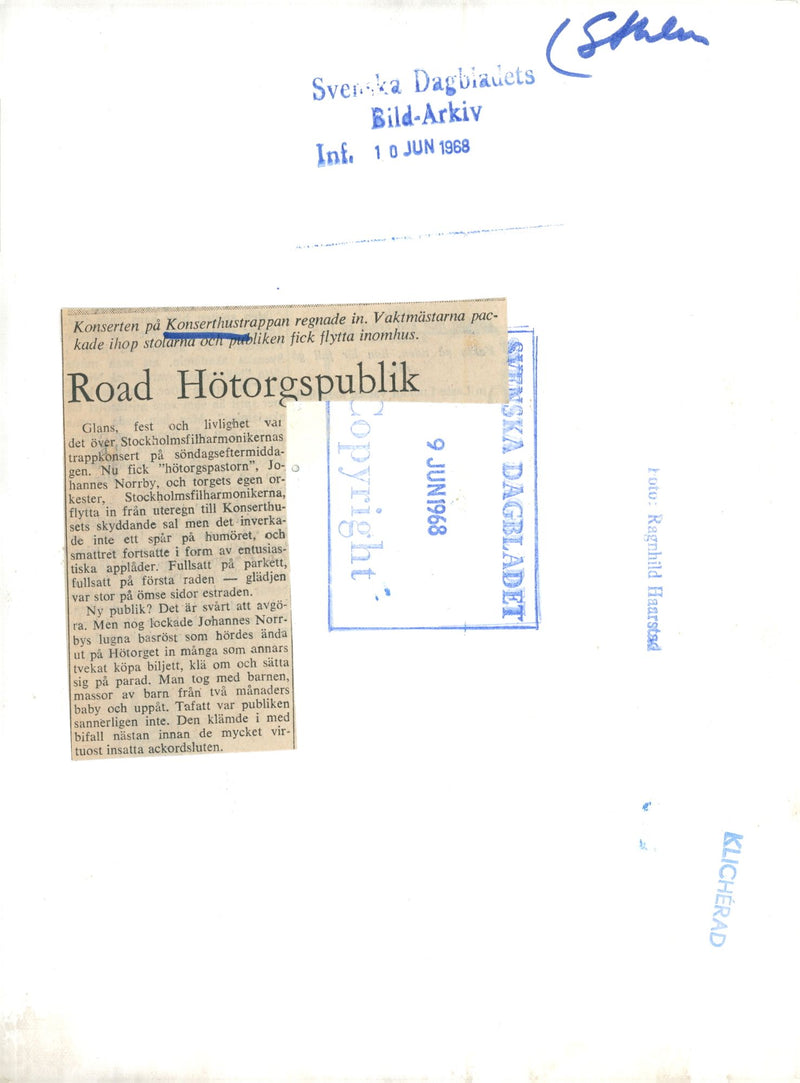 (Sthlm
Svenska Dagbladets
Bild-Arkiv
Inf. 10 JUN 1968
Konserten på Konserthustrappan regnade in. Vaktmästarna pac-
kade ihop stolarna och publiken fick flytta inomhus.
Road Hötorgspublik
Glans, fest och livlighet var
det över Stockholmsfilharmonikernas
trappkonsert på söndagseftermidda-
gen. Nu fick "hötorgspastorn", Jo-
hannes Norrby, och torgets egen or-
kester, Stockholmsfilharmonikerna,
flytta in från uteregn till Konserthu-
sets skyddande sal men det inverka-
de inte ett spår på humöret, och
smattret fortsatte i form av entusias-
tiska applåder. Fullsatt på parkett,
fullsatt på första raden — glädjen
var stor på ömse sidor estraden.
Ny publik? Det är svårt att avgö-
ra. Men nog lockade Johannes Norr-
bys lugna basröst som hördes ända
ut på Hötorget in många som annars
tvekat köpa biljett, klä om och sätta
sig på parad. Man tog med barnen,
massor av barn från två månaders
baby och uppåt. Tafatt var publiken
sannerligen inte. Den klämde i med
bifall nästan innan de mycket vir-
tuost insatta ackordsluten.
SVENSKA DAGBLADET
9 JUN 1968
Copyright
Foto: Ragnhild Haarstad
KLICHÉRAD